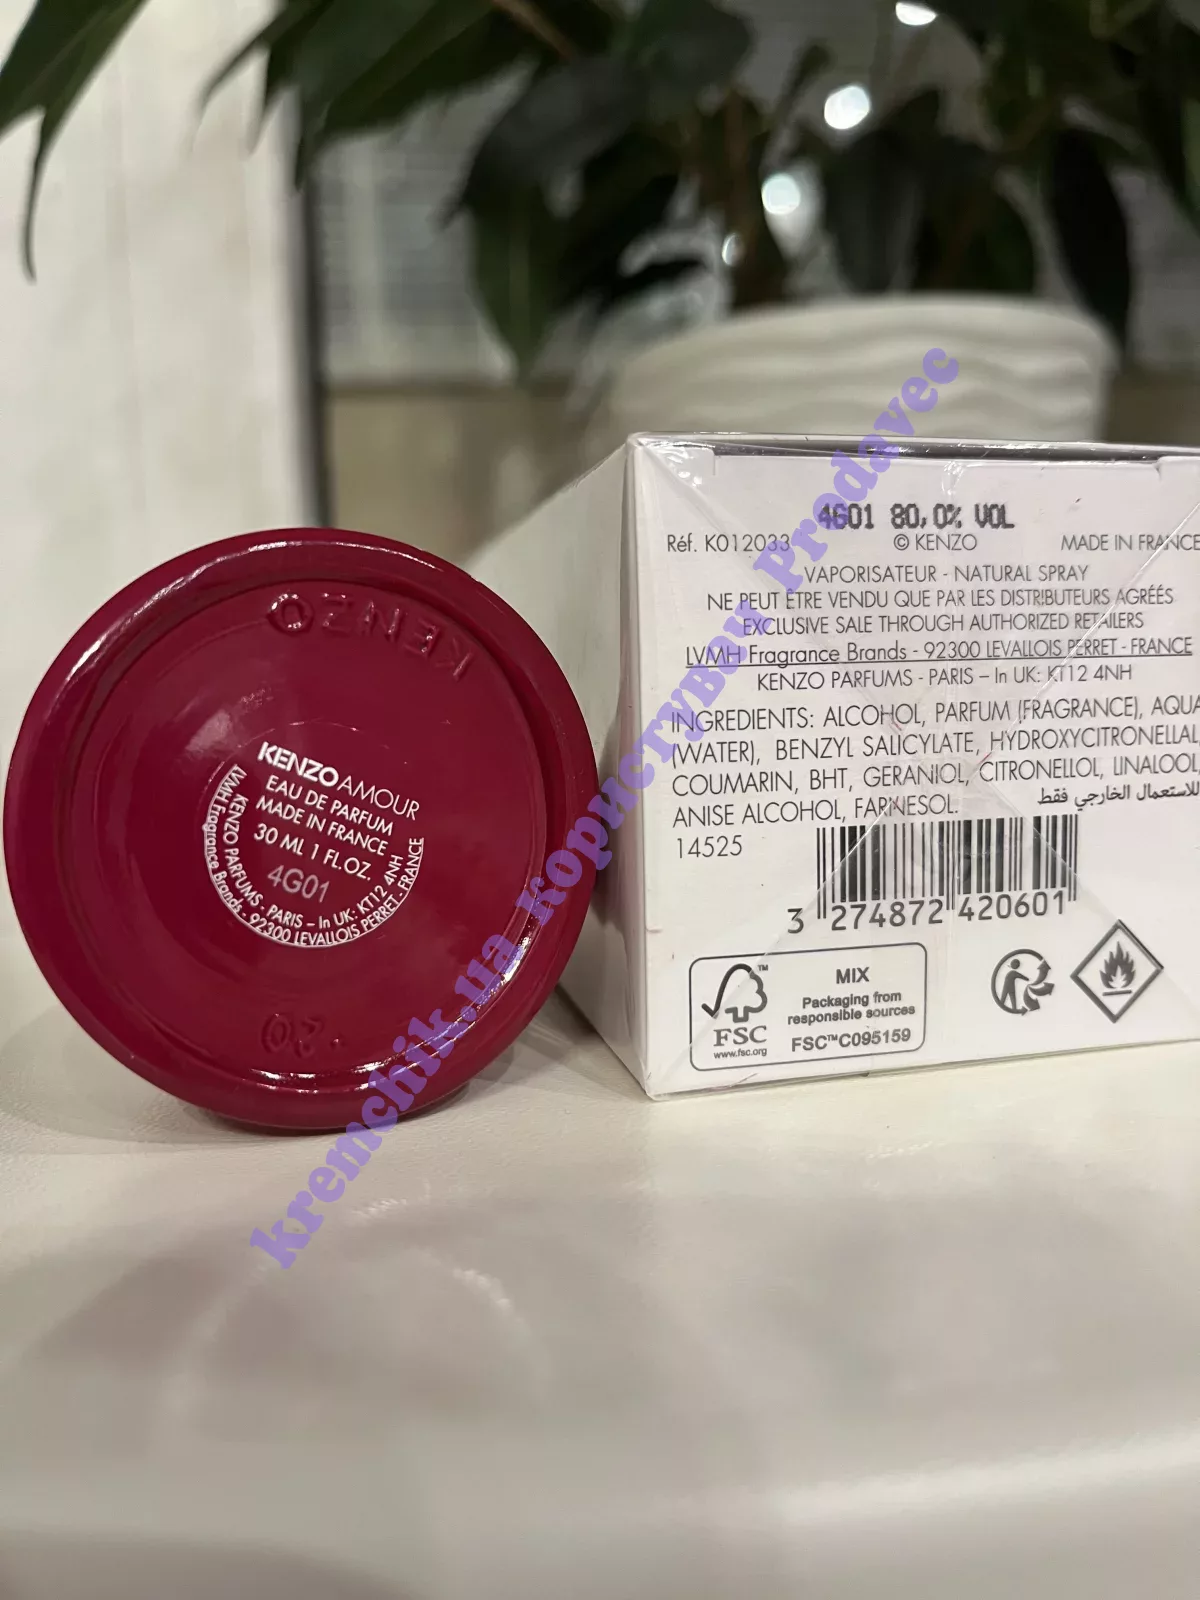 KENZO
KENZO AMOUR
EAU DE PARFUM
MADE IN FRANCE
30 ML 1 FL.OZ.
4G01
KENZO PARFUMS - PARIS – In UK: KT12 4NH
LVMH Fragrance Brands - 92300 LEVALLOIS PERRET - FRANCE
20
4G01 80,0% VOL
Réf. K012033 © KENZO MADE IN FRANCE
VAPORISATEUR - NATURAL SPRAY
NE PEUT ÊTRE VENDU QUE PAR LES DISTRIBUTEURS AGRÉÉS
EXCLUSIVE SALE THROUGH AUTHORIZED RETAILERS
LVMH Fragrance Brands - 92300 LEVALLOIS PERRET - FRANCE
KENZO PARFUMS - PARIS – In UK: KT12 4NH
INGREDIENTS: ALCOHOL, PARFUM (FRAGRANCE), AQUA
(WATER), BENZYL SALICYLATE, HYDROXYCITRONELLAL,
COUMARIN, BHT, GERANIOL, CITRONELLOL, LINALOOL,
ANISE ALCOHOL, FARNESOL. للاستعمال الخارجي فقط
14525
3 274872 420601
FSC™
www.fsc.org
MIX
Packaging from
responsible sources
FSC™C095159
kremchik.ua Користувач Prodavec